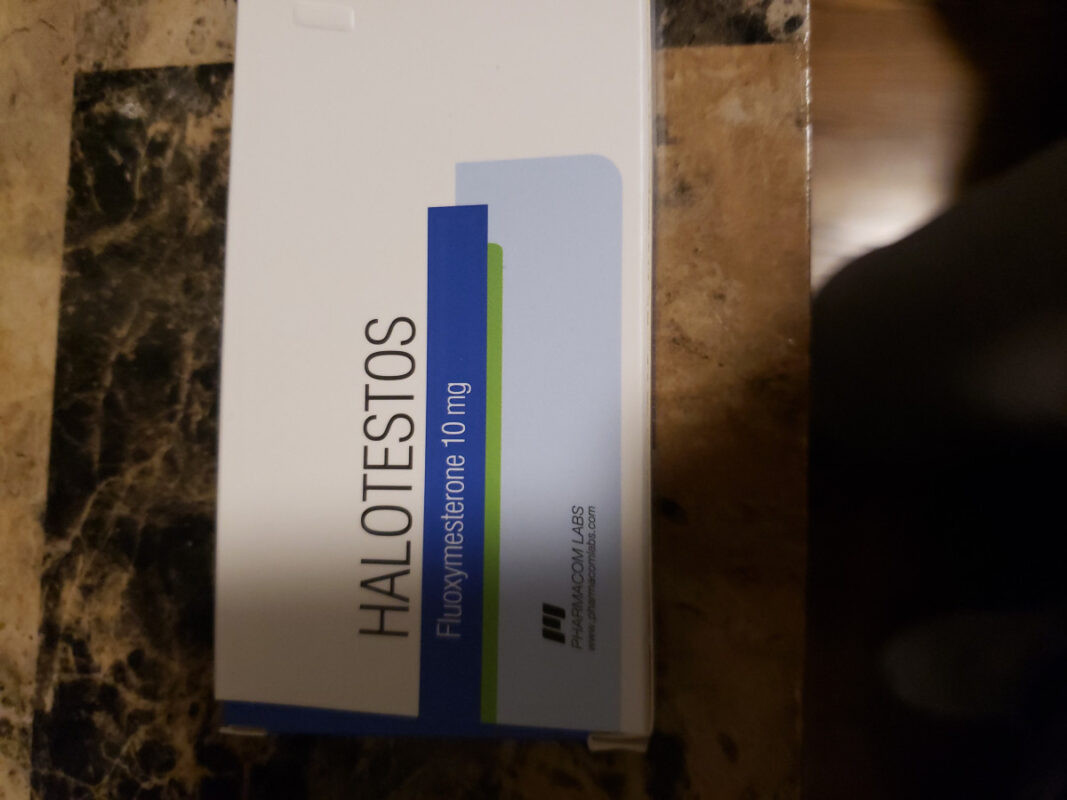 HALOTESTOS
Fluoxymesterone 10 mg
PHARMACOM LABS
www.pharmacomlabs.com